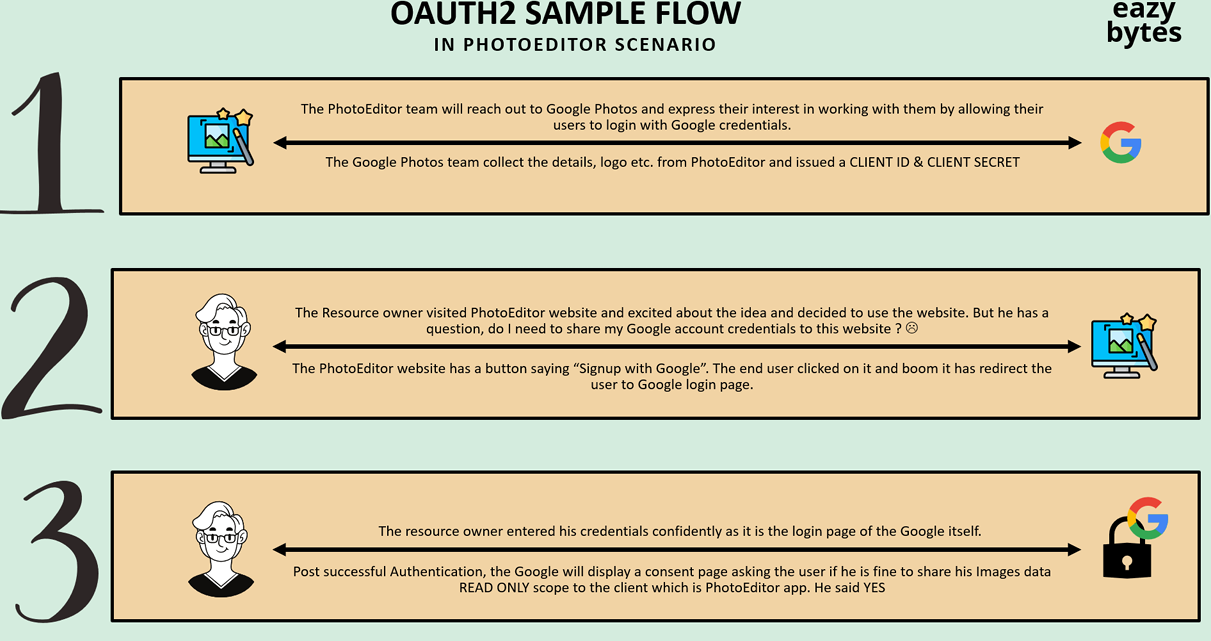 OAUTH2 SAMPLE FLOW
IN PHOTOEDITOR SCENARIO
eazy
bytes
1
The PhotoEditor team will reach out to Google Photos and express their interest in working with them by allowing their
users to login with Google credentials.
The Google Photos team collect the details, logo etc. from PhotoEditor and issued a CLIENT ID & CLIENT SECRET
2
The Resource owner visited PhotoEditor website and excited about the idea and decided to use the website. But he has a
question, do I need to share my Google account credentials to this website ? ☹
The PhotoEditor website has a button saying “Signup with Google”. The end user clicked on it and boom it has redirect the
user to Google login page.
3
The resource owner entered his credentials confidently as it is the login page of the Google itself.
Post successful Authentication, the Google will display a consent page asking the user if he is fine to share his Images data
READ ONLY scope to the client which is PhotoEditor app. He said YES